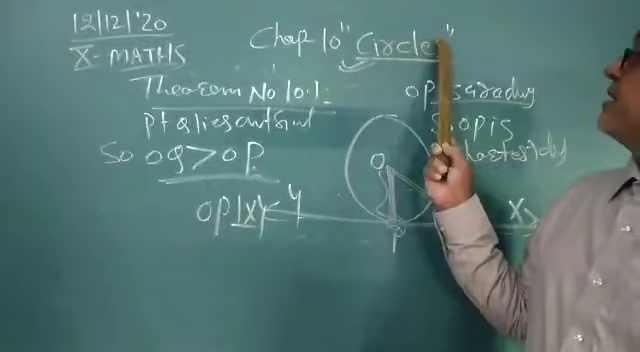 12/12/'20
X- MATHS
Chap 10 "Circles"
Theorem No 10.1:
Pt Q lies outside
So OQ > OP
OP is radius
So OP is
OP ⊥ XY
O
Y
X
P